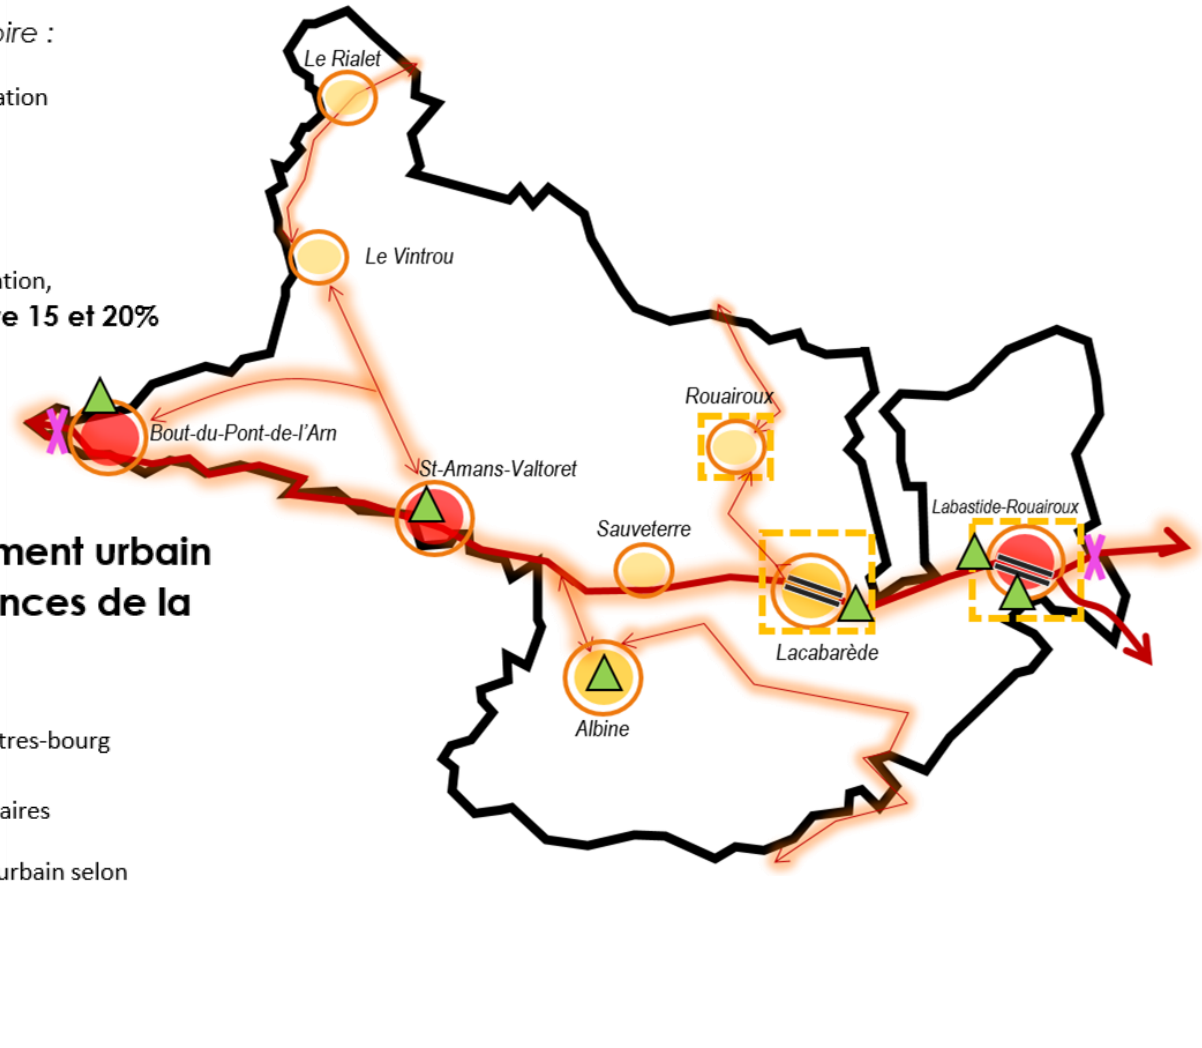 oire :
ation
ation,
re 15 et 20%
ment urbain
nces de la
tres-bourg
aires
urbain selon
Le Rialet
Le Vintrou
Bout-du-Pont-de-l'Arn
St-Amans-Valtoret
Sauveterre
Rouairoux
Labastide-Rouairoux
Lacabarède
Albine